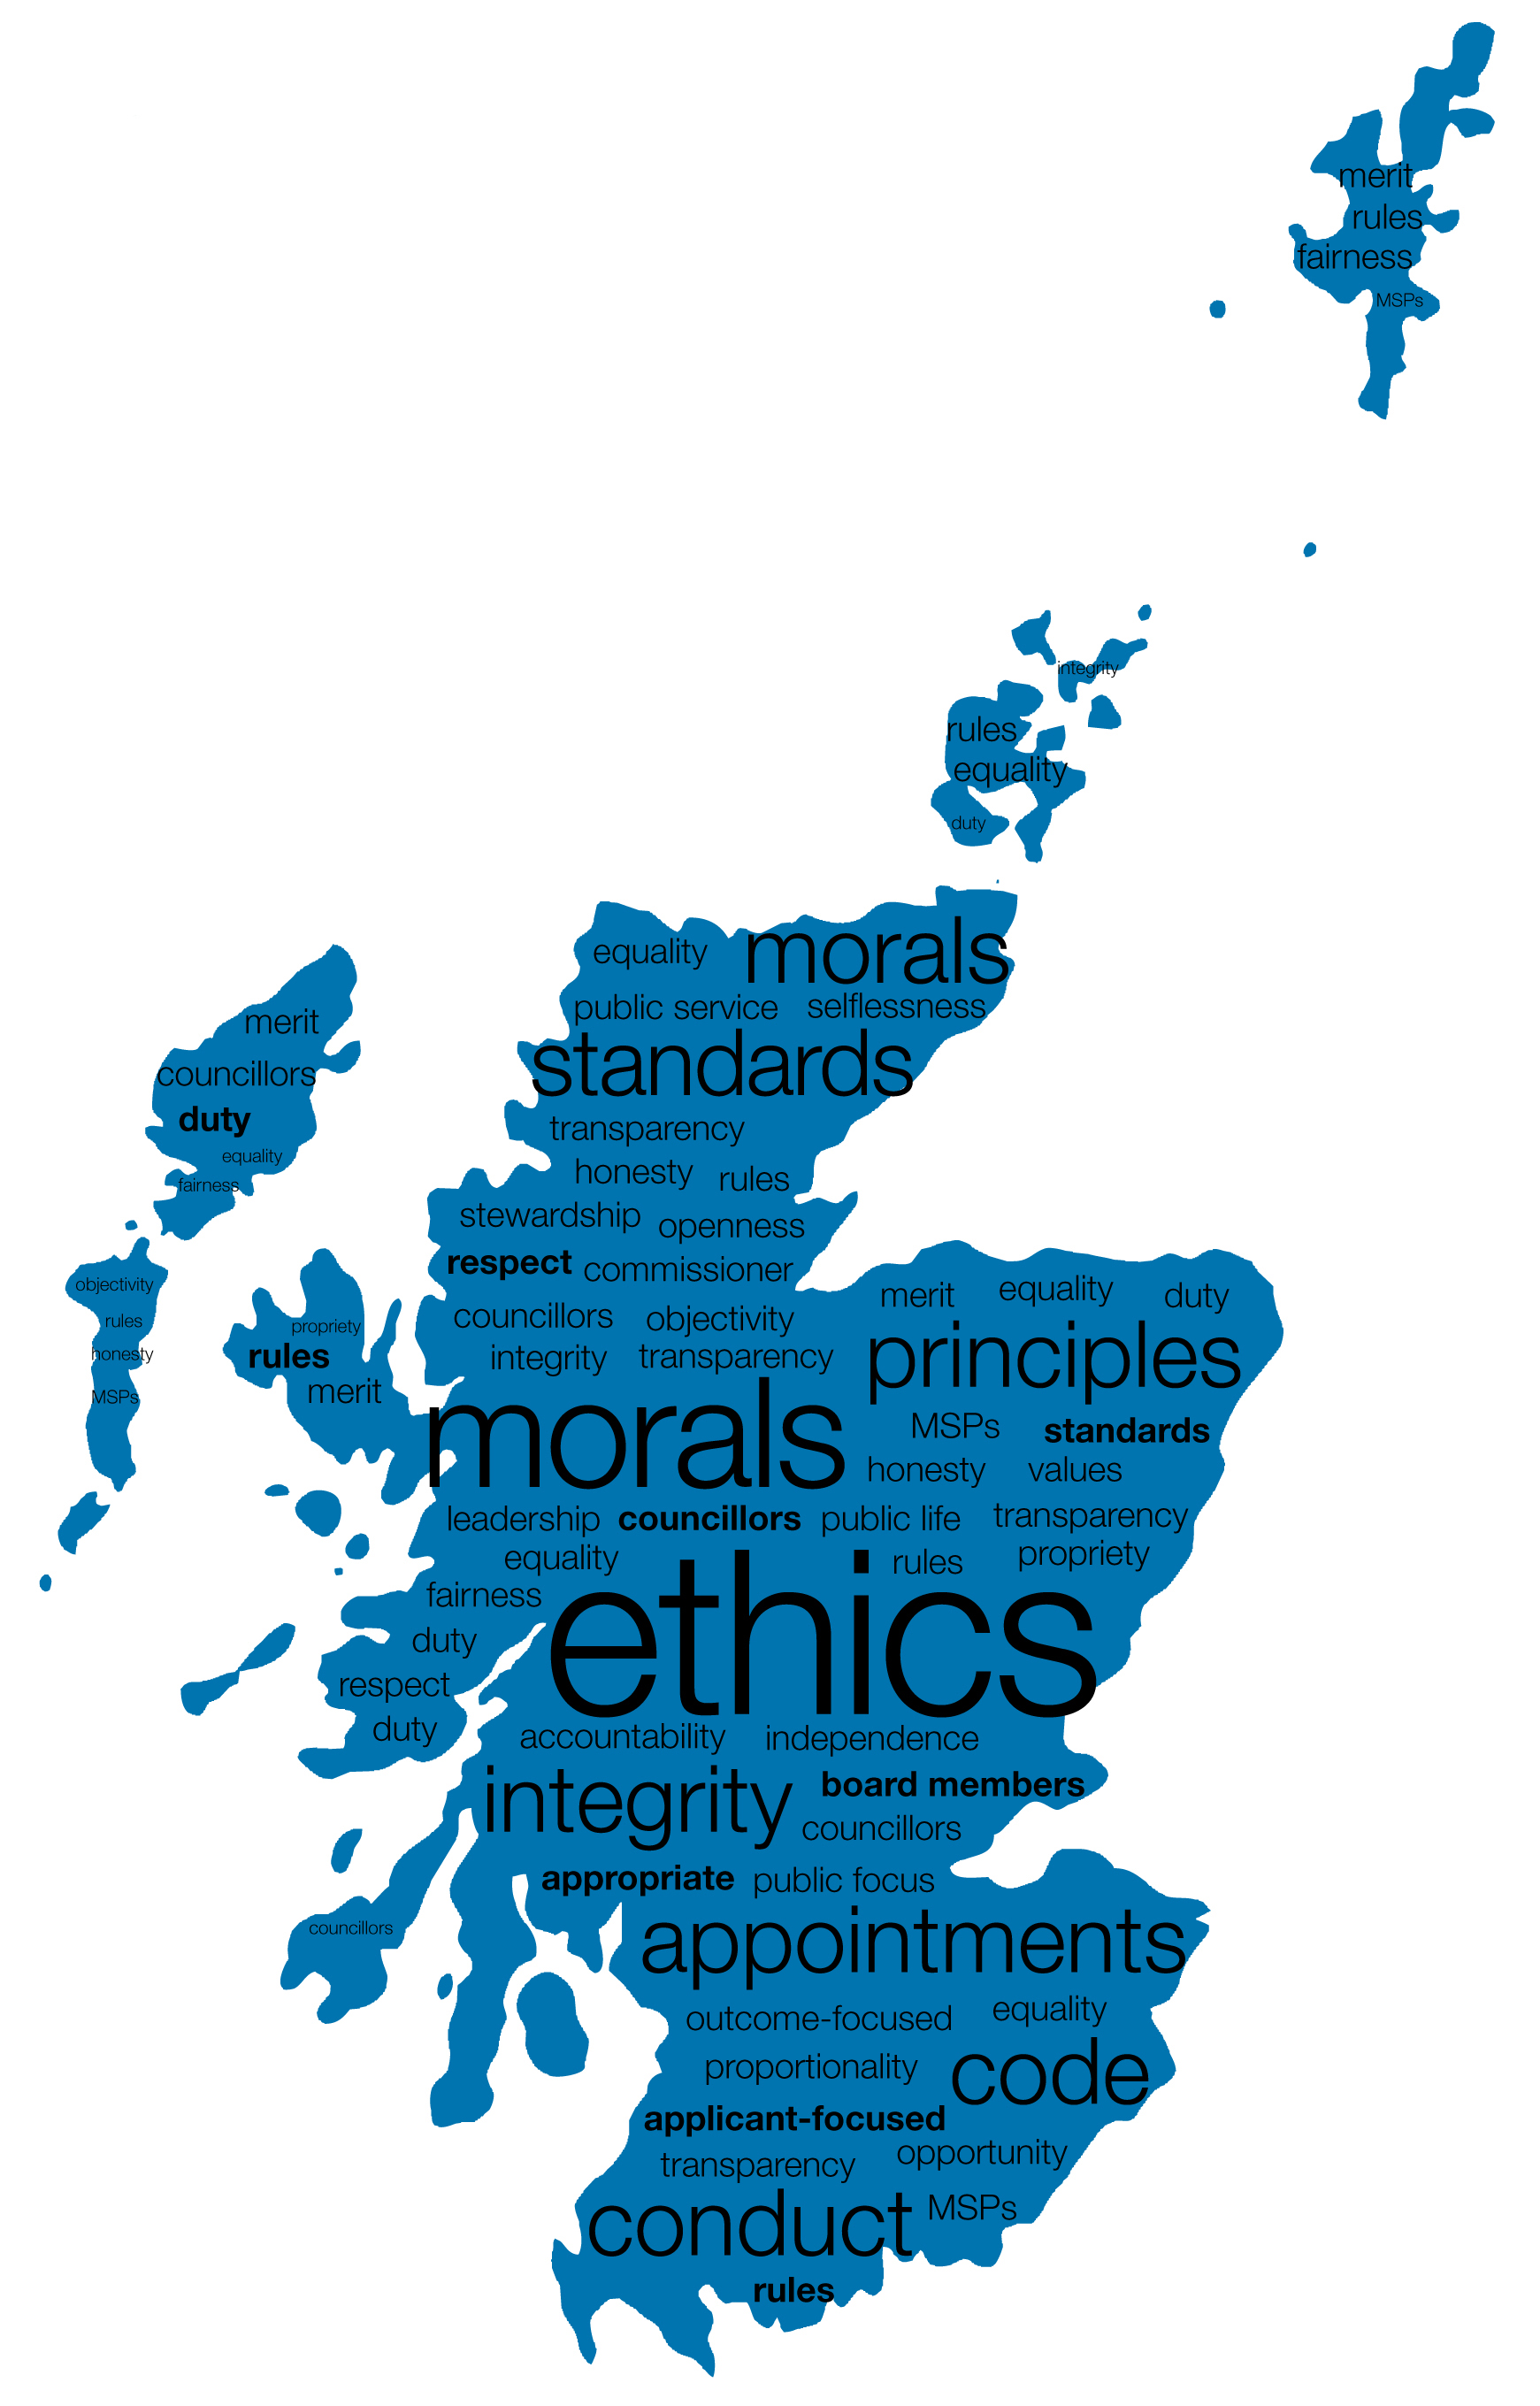 merit
rules
fairness
MSPs
integrity
rules
equality
duty
equality morals
public service selflessness
standards
transparency
honesty rules
stewardship openness
respect commissioner
councillors objectivity
integrity transparency
merit
councillors
duty
equality
fairness
objectivity
rules
honesty
MSPs
propriety
rules
merit
merit equality duty
principles
MSPs standards
honesty values
morals
leadership councillors public life transparency
equality rules propriety
fairness
ethics
duty
respect
duty
accountability independence
integrity board members
councillors
appropriate public focus
councillors
appointments
outcome-focused equality
proportionality code
applicant-focused
transparency opportunity
conduct MSPs
rules